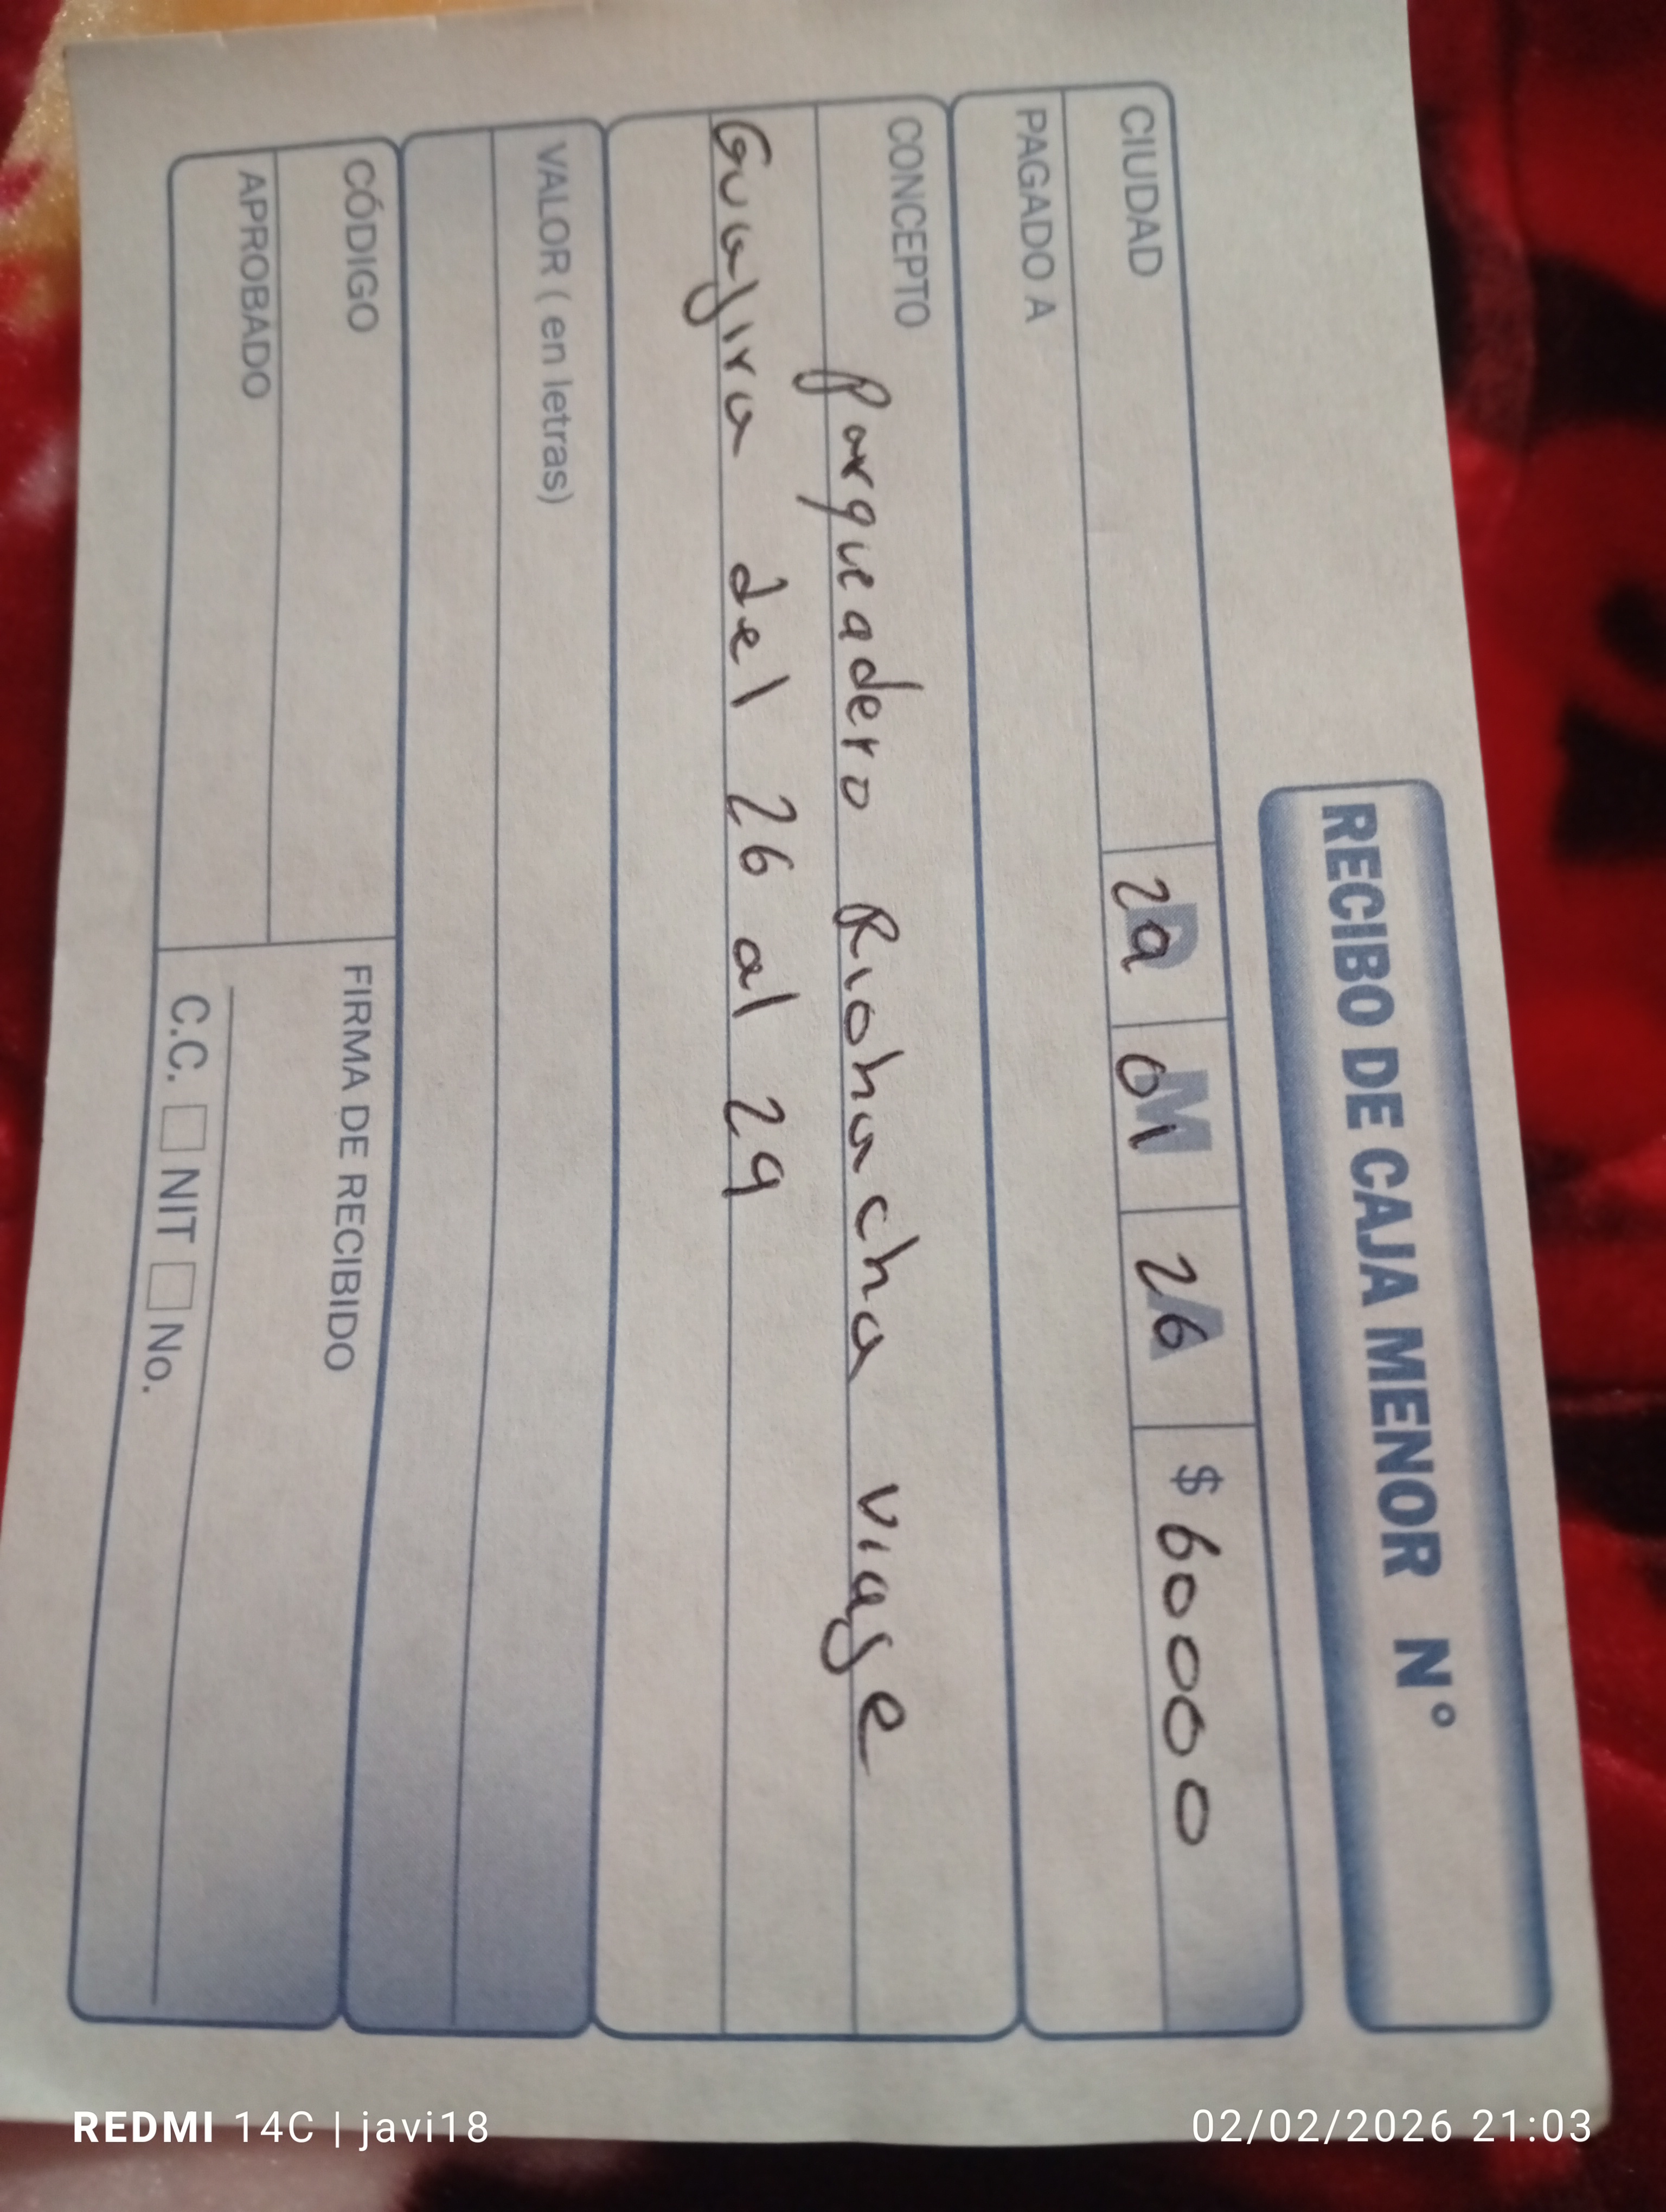 RECIBO DE CAJA MENOR N°
CIUDAD 29 01 26 $ 60000
PAGADO A
CONCEPTO parqueadero Riohacha viaje
Guajira del 26 al 29
VALOR ( en letras)
CÓDIGO
APROBADO
FIRMA DE RECIBIDO
C.C. NIT No.
REDMI 14C | javi18
02/02/2026 21:03